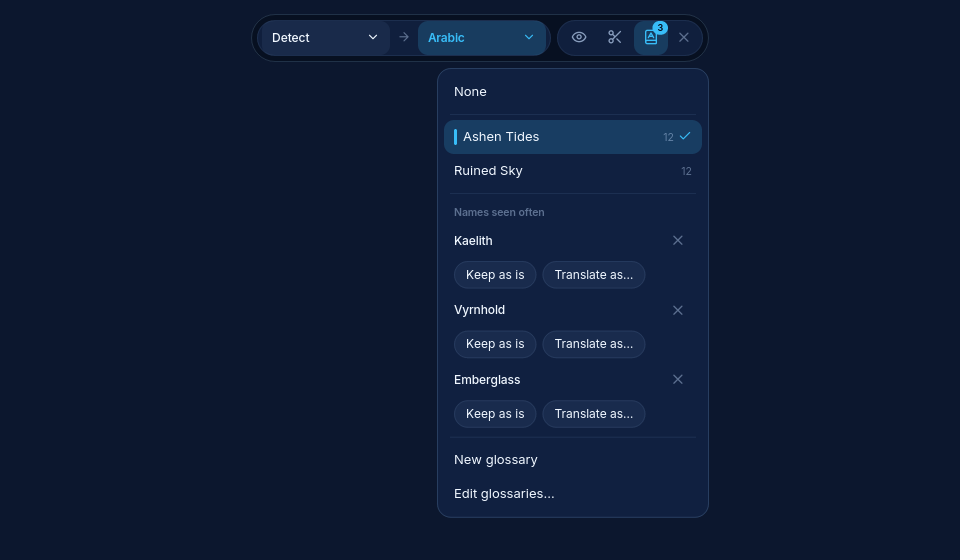 Detect
Arabic
3
None
Ashen Tides 12
Ruined Sky 12
Names seen often
Kaelith
Keep as is Translate as...
Vyrnhold
Keep as is Translate as...
Emberglass
Keep as is Translate as...
New glossary
Edit glossaries...